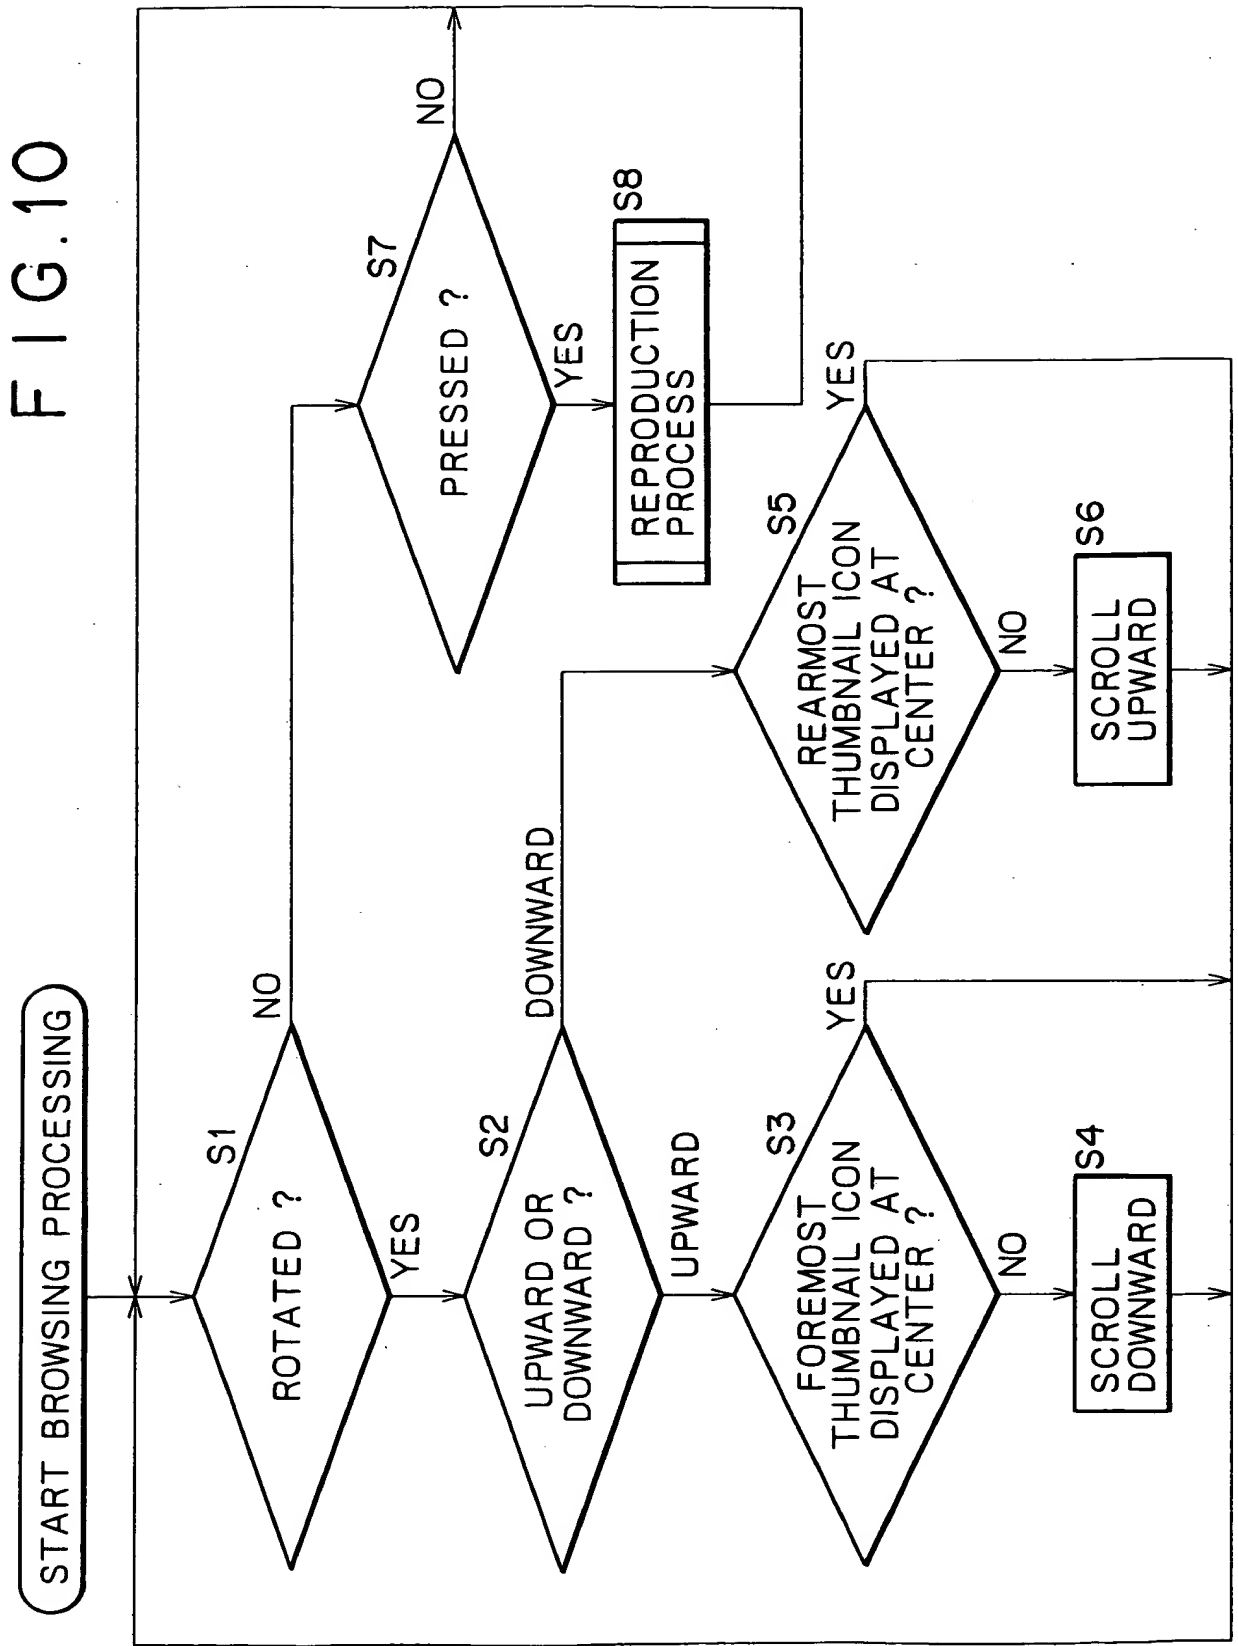 FIG.10
START BROWSING PROCESSING
S1
ROTATED ?
NO
YES
S2
UPWARD OR
DOWNWARD ?
DOWNWARD
UPWARD
S3
FOREMOST
THUMBNAIL ICON
DISPLAYED AT
CENTER ?
YES
NO
S4
SCROLL
DOWNWARD
S5
REARMOST
THUMBNAIL ICON
DISPLAYED AT
CENTER ?
YES
NO
S6
SCROLL
UPWARD
S7
PRESSED ?
NO
YES
S8
REPRODUCTION
PROCESS